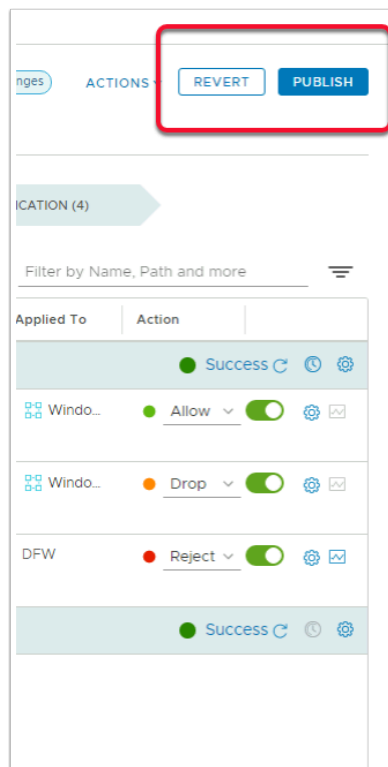 nges) ACTIONS REVERT PUBLISH
ICATION (4)
Filter by Name, Path and more
Applied To Action
Success
Windo... Allow
Windo... Drop
DFW Reject
Success